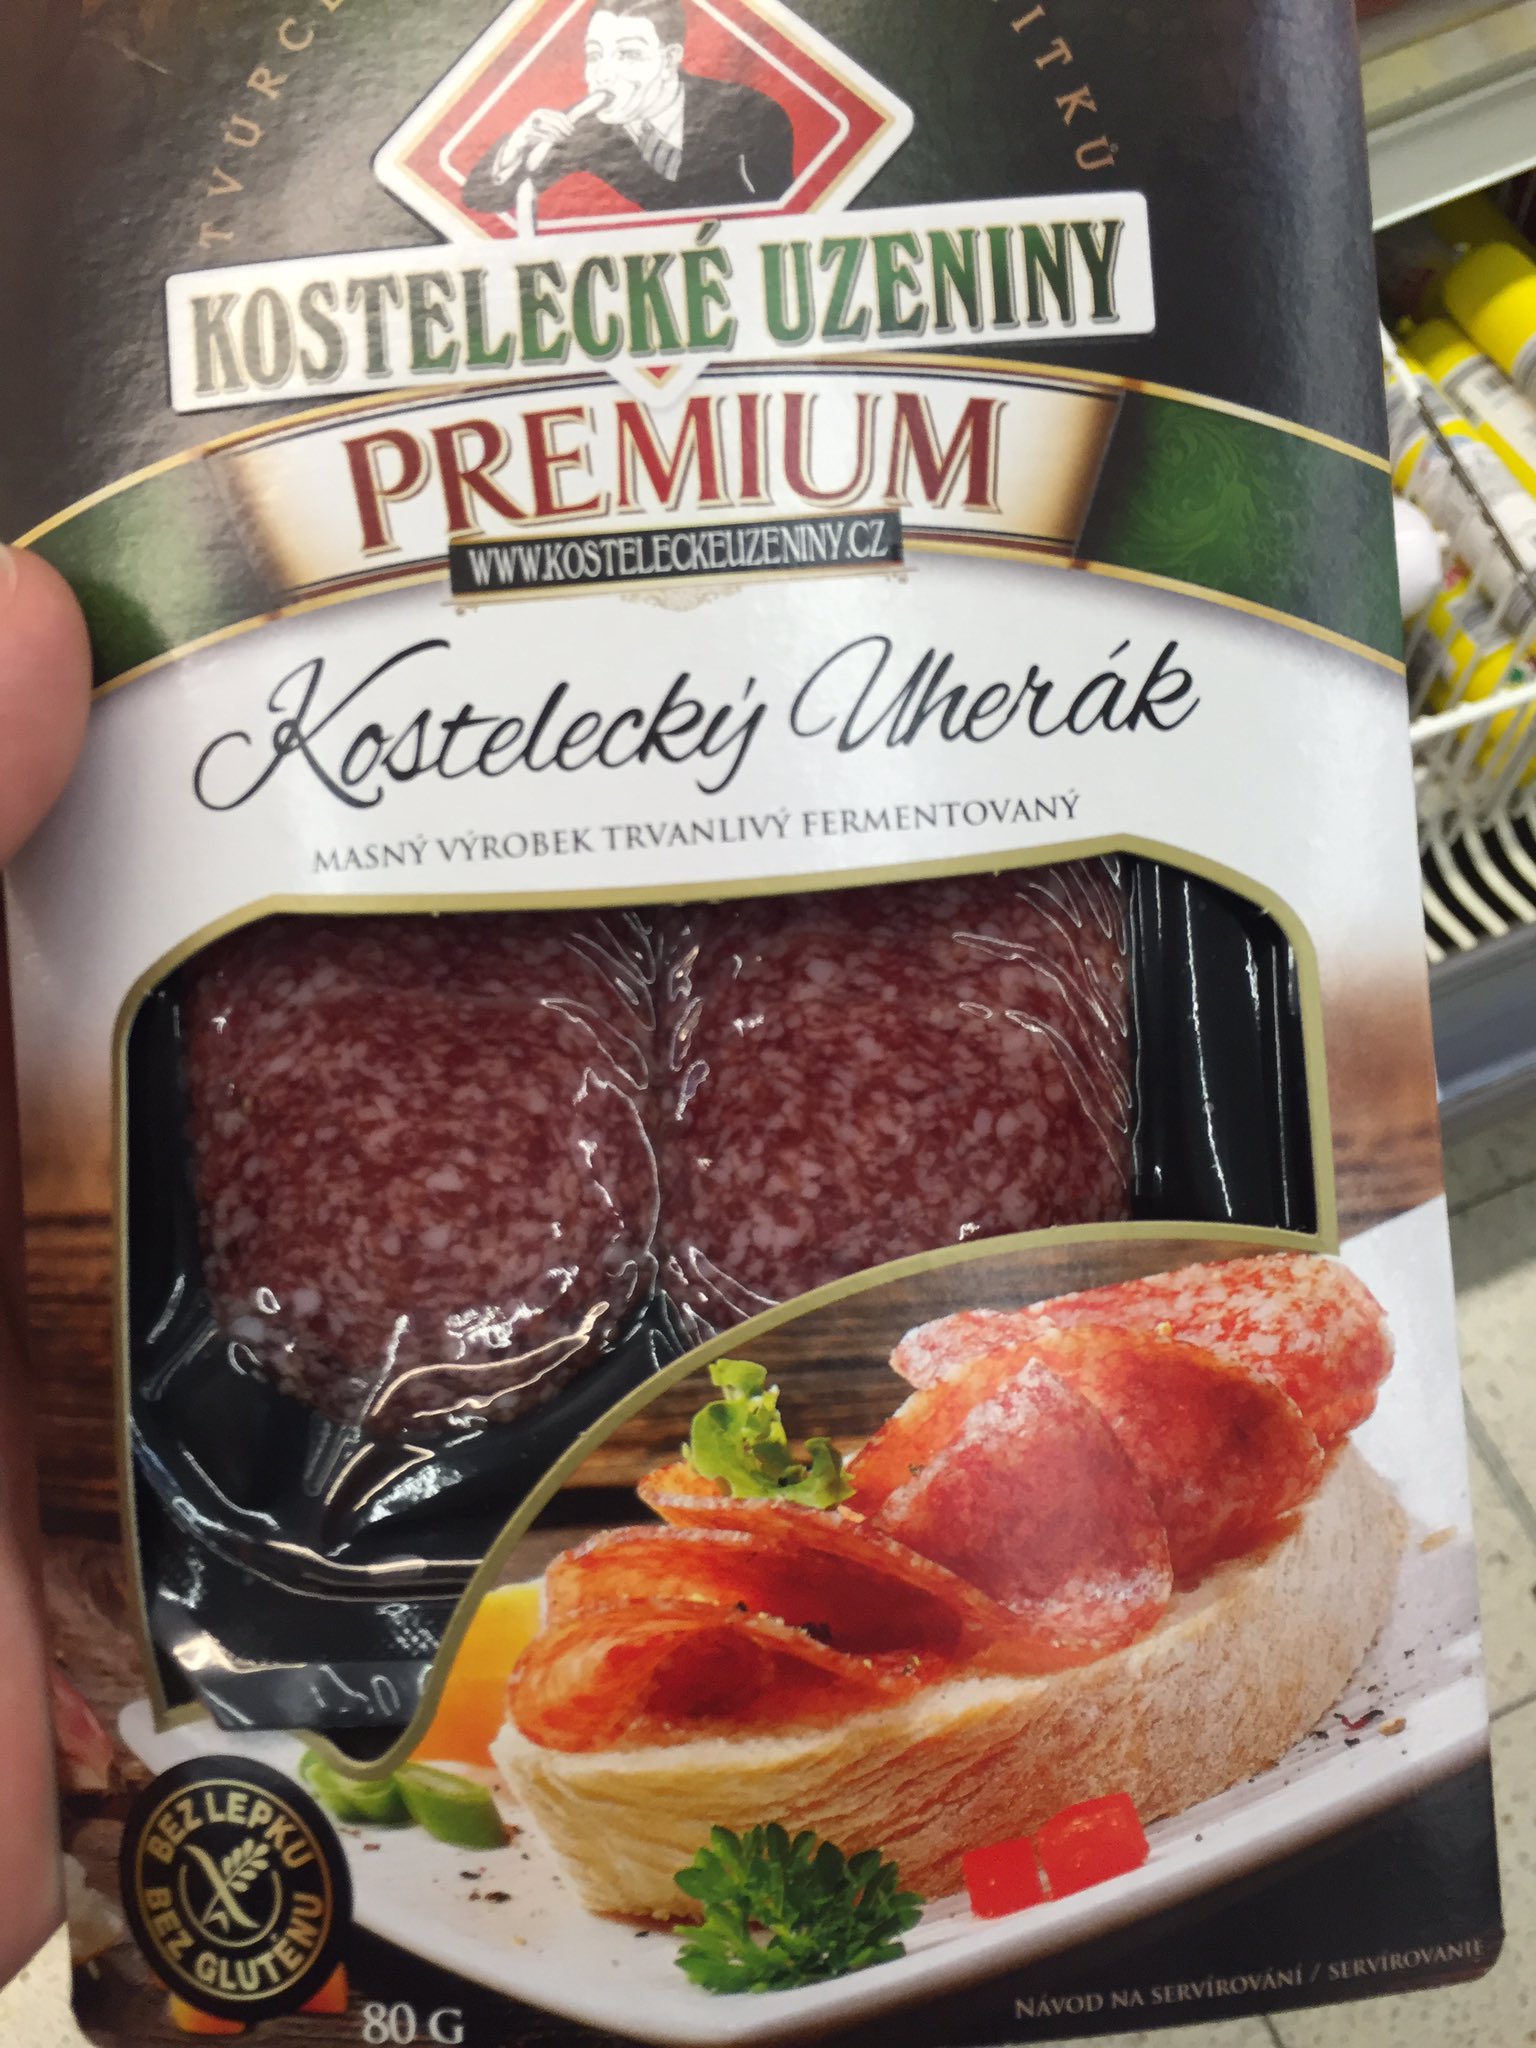 KOSTELECKÉ UZENINY
PREMIUM
WWW.KOSTELECKEUZENINY.CZ
Kostelecký Uherák
MASNÝ VÝROBEK TRVANLIVÝ FERMENTOVANÝ
BEZ LEPKU
BEZ GLUTÉNU
80 G
NÁVOD NA SERVÍROVÁNÍ / SERVÍROVANIE